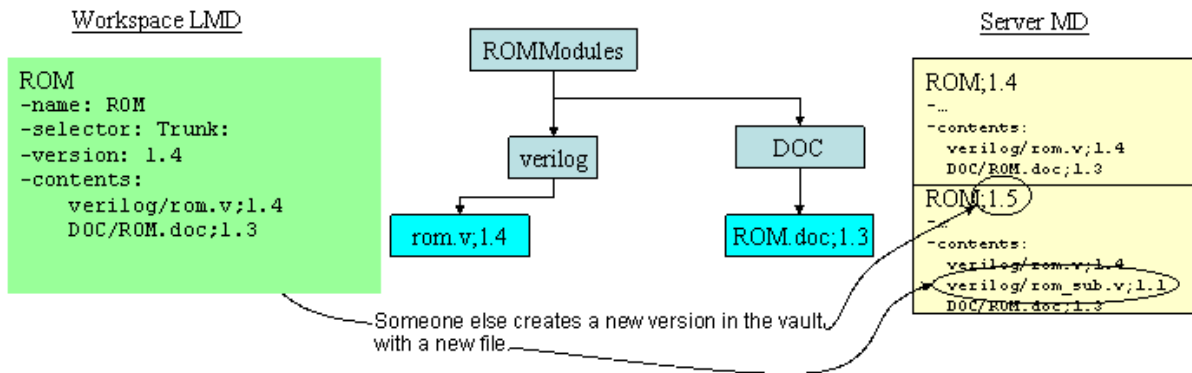 Workspace LMD
ROM
-name: ROM
-selector: Trunk:
-version: 1.4
-contents:
verilog/rom.v;1.4
DOC/ROM.doc;1.3
ROMModules
verilog
DOC
rom.v;1.4
ROM.doc;1.3
Someone else creates a new version in the vault
with a new file.
Server MD
ROM;1.4
-…
-contents:
verilog/rom.v;1.4
DOC/ROM.doc;1.3
ROM;1.5
-…
-contents:
verilog/rom.v;1.4
verilog/rom_sub.v;1.1
DOC/ROM.doc;1.3